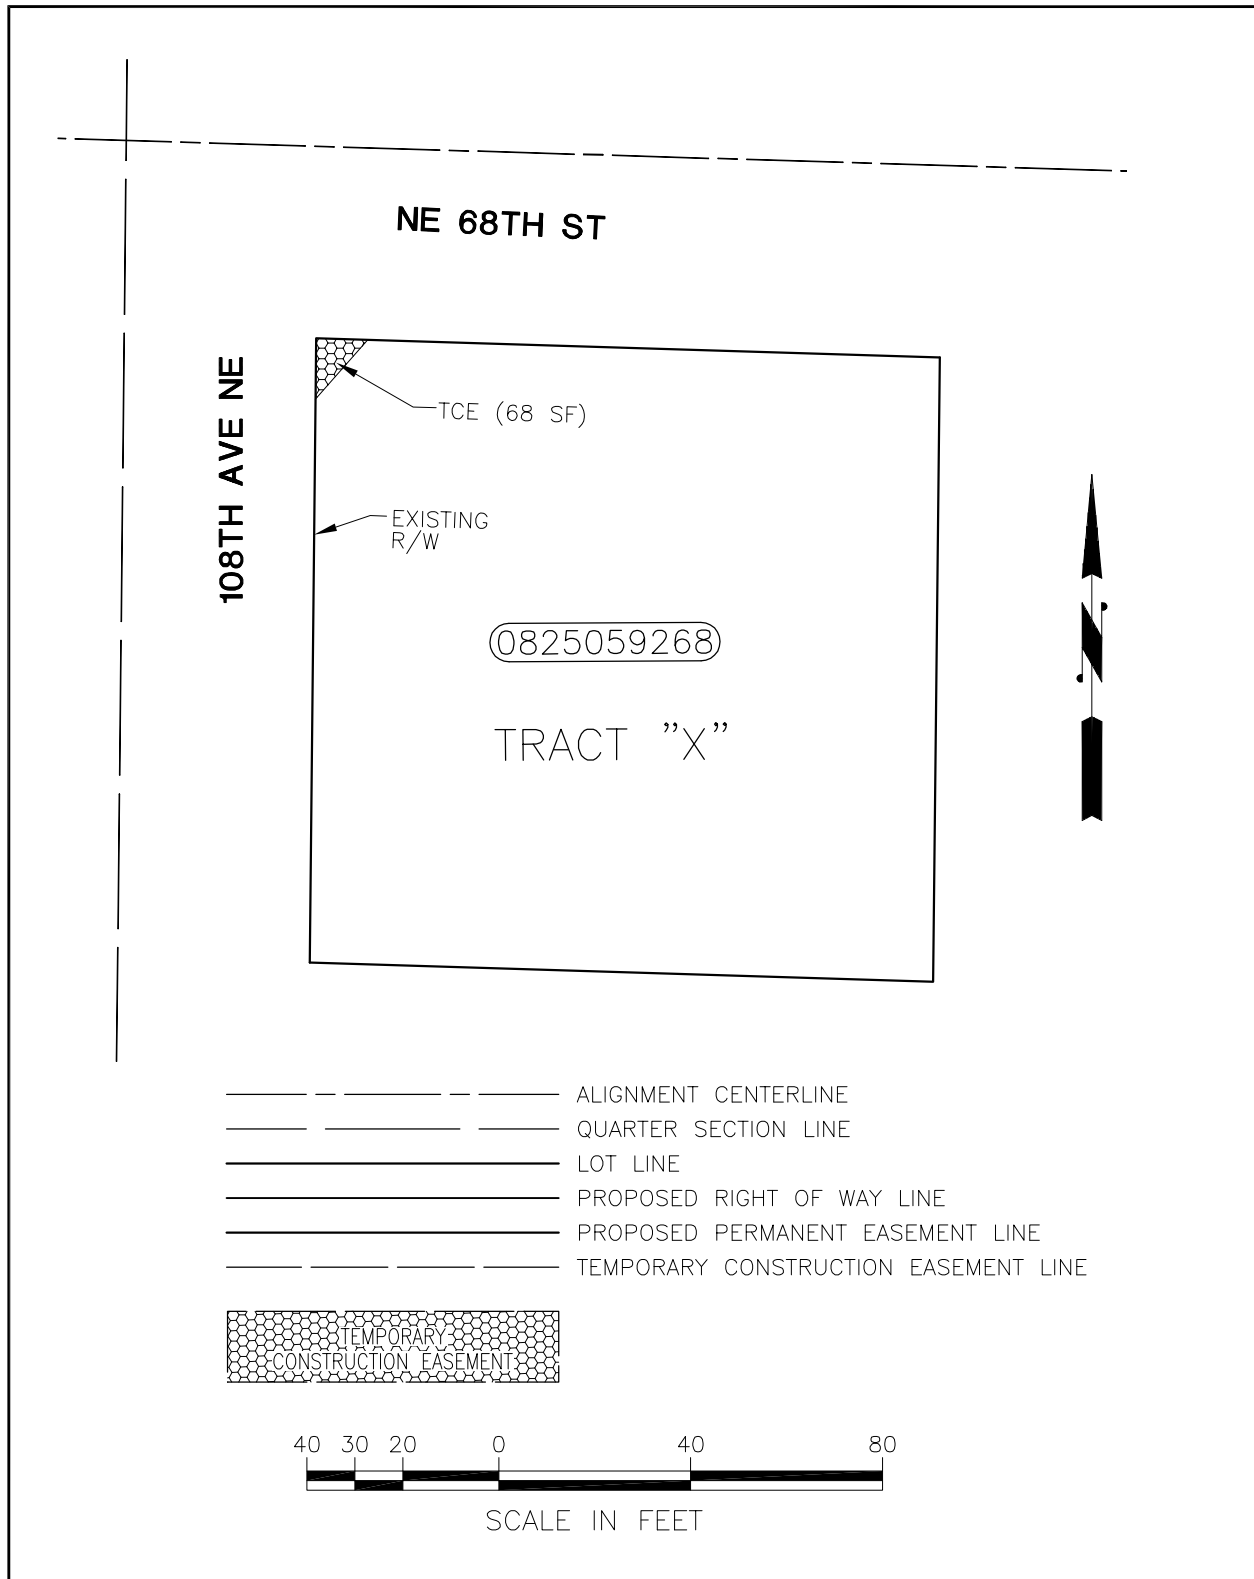 NE 68TH ST
108TH AVE NE
TCE (68 SF)
EXISTING
R/W
0825059268
TRACT "X"
N
ALIGNMENT CENTERLINE
QUARTER SECTION LINE
LOT LINE
PROPOSED RIGHT OF WAY LINE
PROPOSED PERMANENT EASEMENT LINE
TEMPORARY CONSTRUCTION EASEMENT LINE
TEMPORARY
CONSTRUCTION EASEMENT
40 30 20 0 40 80
SCALE IN FEET